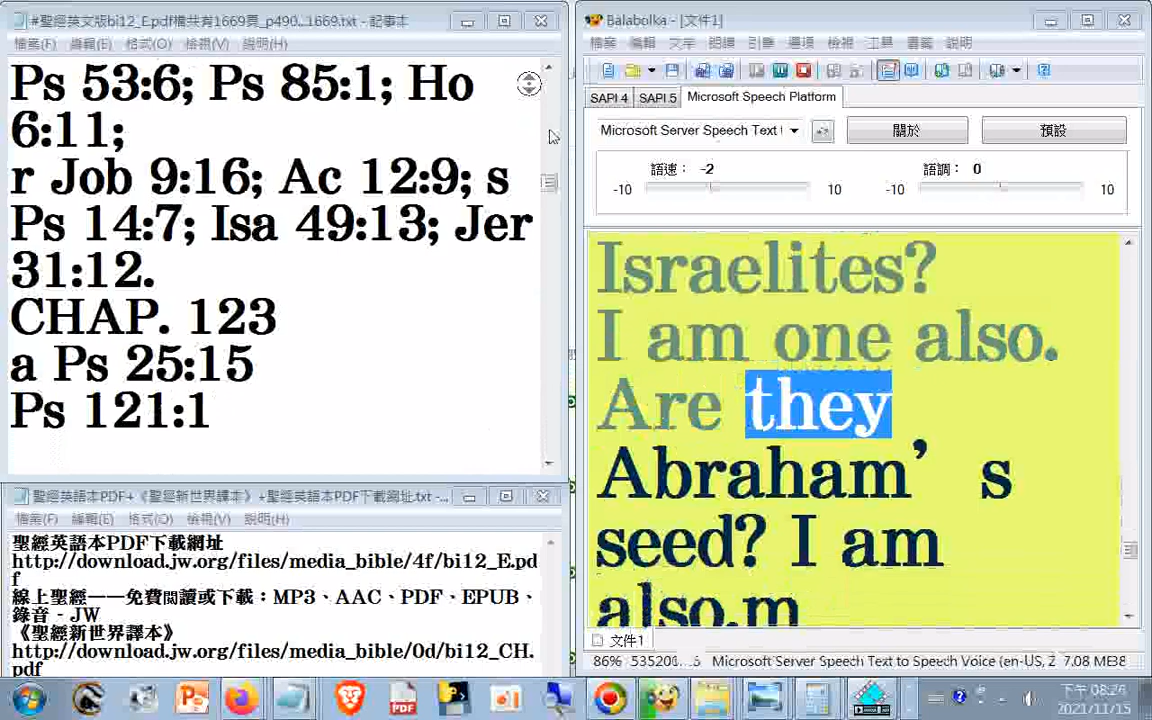 #聖經英文版bi12_E.pdf檔共有1669頁_p490..1669.txt - 記事本
檔案(F) 編輯(E) 格式(O) 檢視(V) 說明(H)
Ps 53:6; Ps 85:1; Ho
6:11;
r Job 9:16; Ac 12:9; s
Ps 14:7; Isa 49:13; Jer
31:12.
CHAP. 123
a Ps 25:15
Ps 121:1
聖經英語本PDF+《聖經新世界譯本》+聖經英語本PDF下載網址.txt -...
檔案(F) 編輯(E) 格式(O) 檢視(V) 說明(H)
聖經英語本PDF下載網址
http://download.jw.org/files/media_bible/4f/bi12_E.pd
f
線上聖經——免費閱讀或下載：MP3、AAC、PDF、EPUB、
錄音 - JW
《聖經新世界譯本》
http://download.jw.org/files/media_bible/0d/bi12_CH.
pdf
Balabolka - [文件1]
檔案 編輯 文字 朗讀 引擎 選項 檢視 工具 書籤 說明
SAPI 4 SAPI 5 Microsoft Speech Platform
Microsoft Server Speech Text 關於 預設
語速： -2 語調： 0
-10 10 -10 10
Israelites?
I am one also.
Are they
Abraham’s
seed? I am
also.m
文件1
86% 535200... Microsoft Server Speech Text to Speech Voice (en-US, Z 7.08 MB
下午 08:26
2021/11/15